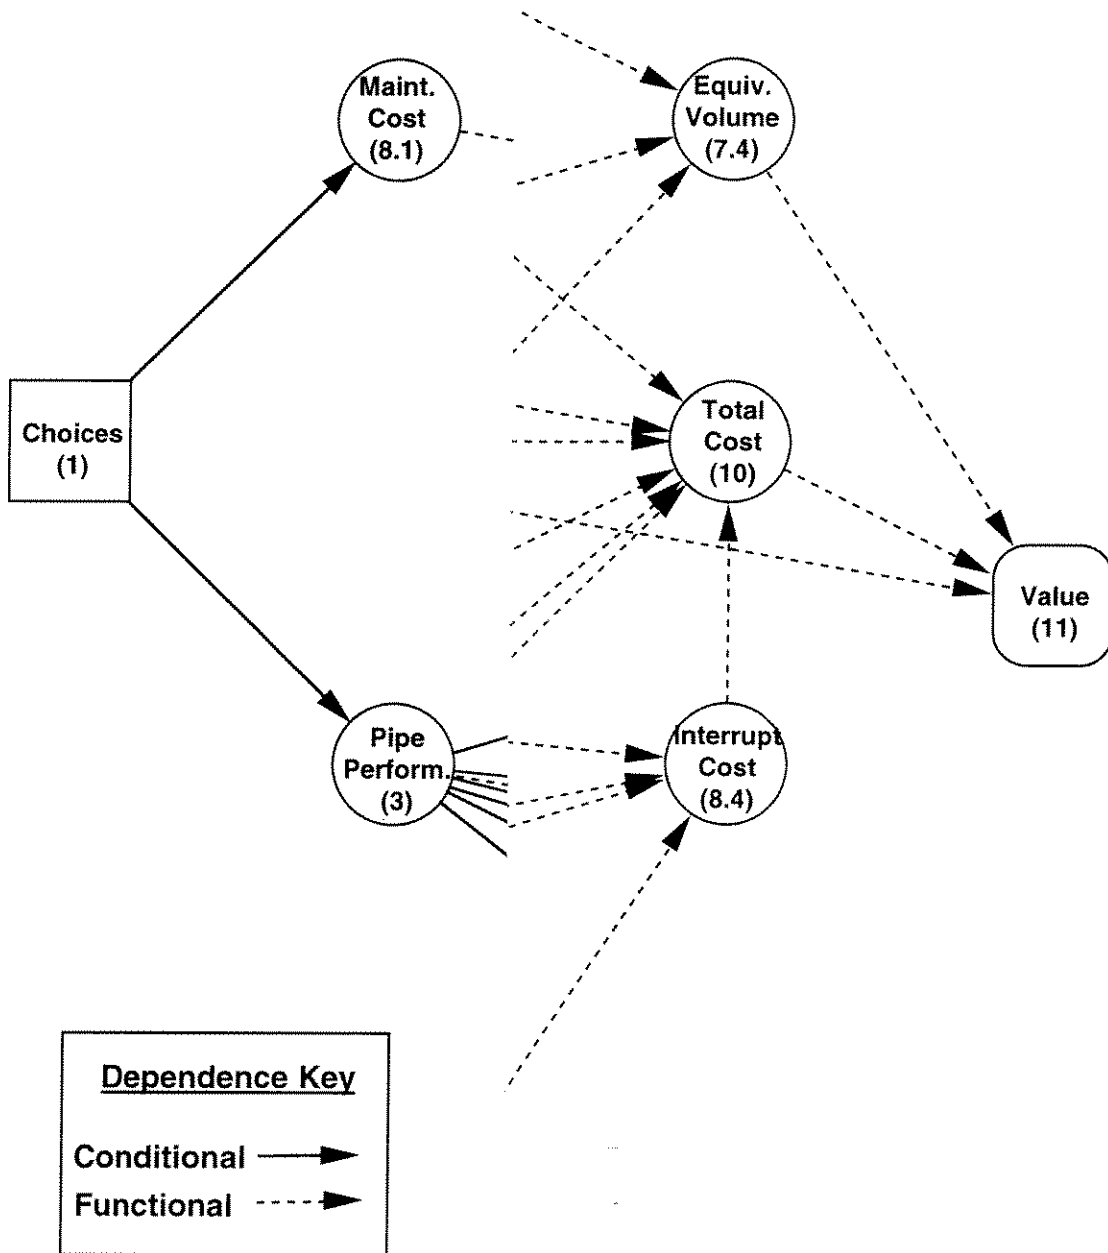 Maint.
Cost
(8.1)
Equiv.
Volume
(7.4)
Choices
(1)
Total
Cost
(10)
Value
(11)
Pipe
Perform.
(3)
Interrupt
Cost
(8.4)
Dependence Key
Conditional
Functional